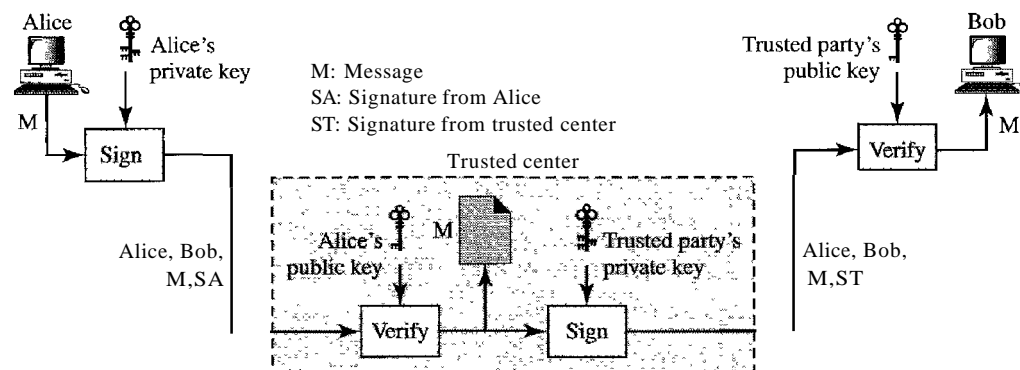 Alice
Alice's
private key
M
Sign
M: Message
SA: Signature from Alice
ST: Signature from trusted center
Trusted party's
public key
Bob
M
Verify
Trusted center
Alice, Bob,
M,SA
Alice's
public key
M
Trusted party's
private key
Verify
Sign
Alice, Bob,
M,ST